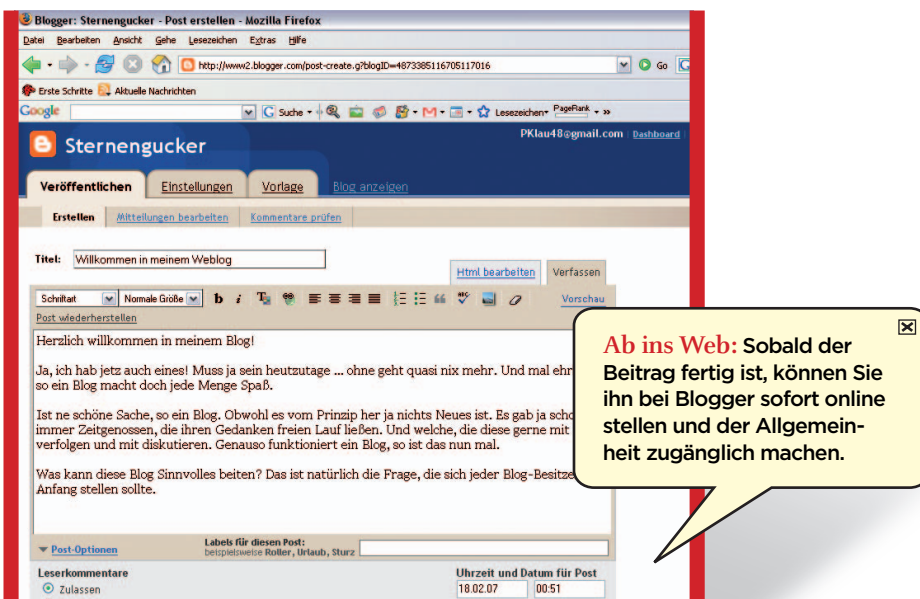 Blogger: Sternengucker - Post erstellen - Mozilla Firefox
Datei Bearbeiten Ansicht Gehe Lesezeichen Extras Hilfe
http://www2.blogger.com/post-create.g?blogID=4873385116705117016 Go G
Erste Schritte Aktuelle Nachrichten
Google G Suche Lesezeichen PageRank »
PKlau48@gmail.com Dashboard
Sternengucker
Veröffentlichen Einstellungen Vorlage Blog anzeigen
Erstellen Mitteilungen bearbeiten Kommentare prüfen
Titel: Willkommen in meinem Weblog
Html bearbeiten Verfassen
Schriftart Normale Größe b i T ABC Vorschau
Post wiederherstellen
Herzlich willkommen in meinem Blog!
Ja, ich hab jetz auch eines! Muss ja sein heutzutage ... ohne geht quasi nix mehr. Und mal ehr
so ein Blog macht doch jede Menge Spaß.
Ist ne schöne Sache, so ein Blog. Obwohl es vom Prinzip her ja nichts Neues ist. Es gab ja scho
immer Zeitgenossen, die ihren Gedanken freien Lauf ließen. Und welche, die diese gerne mit
verfolgen und mit diskutieren. Genauso funktioniert ein Blog, so ist das nun mal.
Was kann diese Blog Sinnvolles beiten? Das ist natürlich die Frage, die sich jeder Blog-Besitze
Anfang stellen sollte.
Post-Optionen
Labels für diesen Post:
beispielsweise Roller, Urlaub, Sturz
Leserkommentare
Zulassen
Uhrzeit und Datum für Post
18.02.07 00:51
Ab ins Web: Sobald der
Beitrag fertig ist, können Sie
ihn bei Blogger sofort online
stellen und der Allgemein-
heit zugänglich machen.